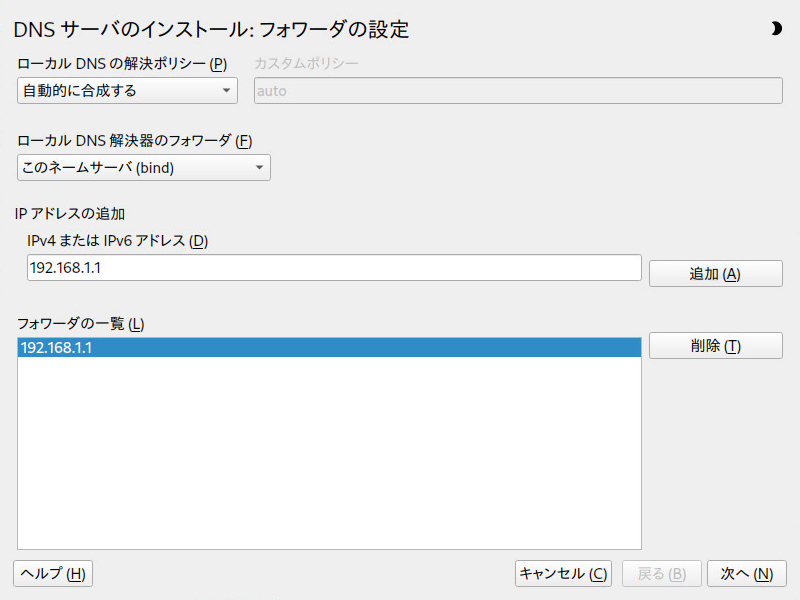 DNS サーバのインストール: フォワーダの設定
ローカル DNS の解決ポリシー (P)
カスタムポリシー
自動的に合成する
auto
ローカル DNS 解決器のフォワーダ (F)
このネームサーバ (bind)
IP アドレスの追加
IPv4 または IPv6 アドレス (D)
192.168.1.1
追加 (A)
フォワーダの一覧 (L)
192.168.1.1
削除 (T)
ヘルプ (H)
キャンセル (C)
戻る (B)
次へ (N)